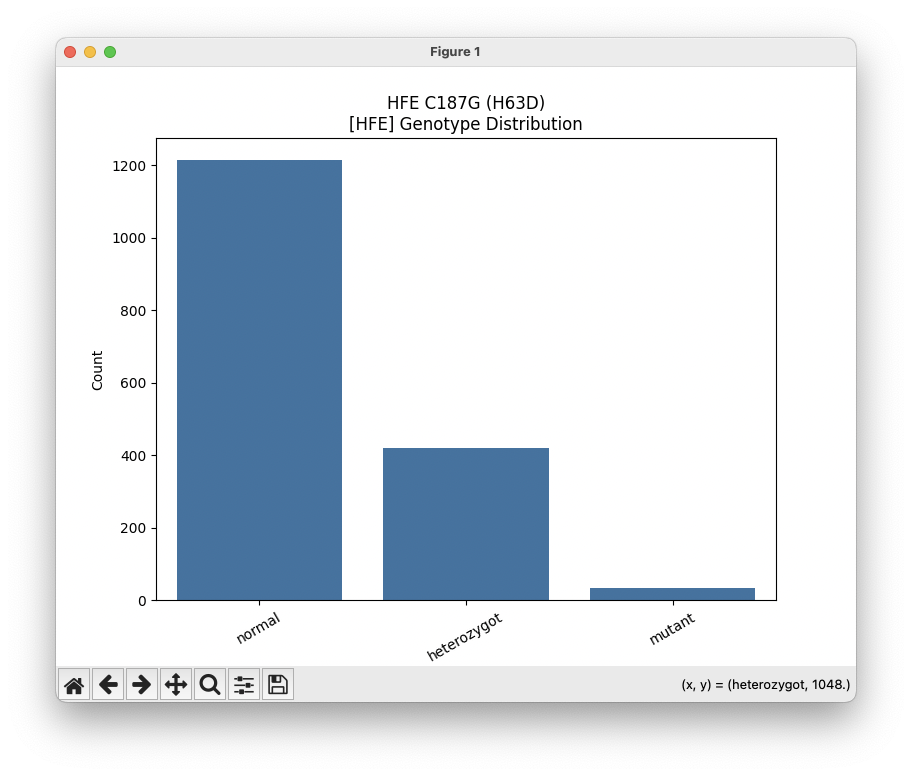 Figure 1
HFE C187G (H63D)
[HFE] Genotype Distribution
1200
1000
800
600
400
200
0
Count
normal
heterozygot
mutant
(x, y) = (heterozygot, 1048.)